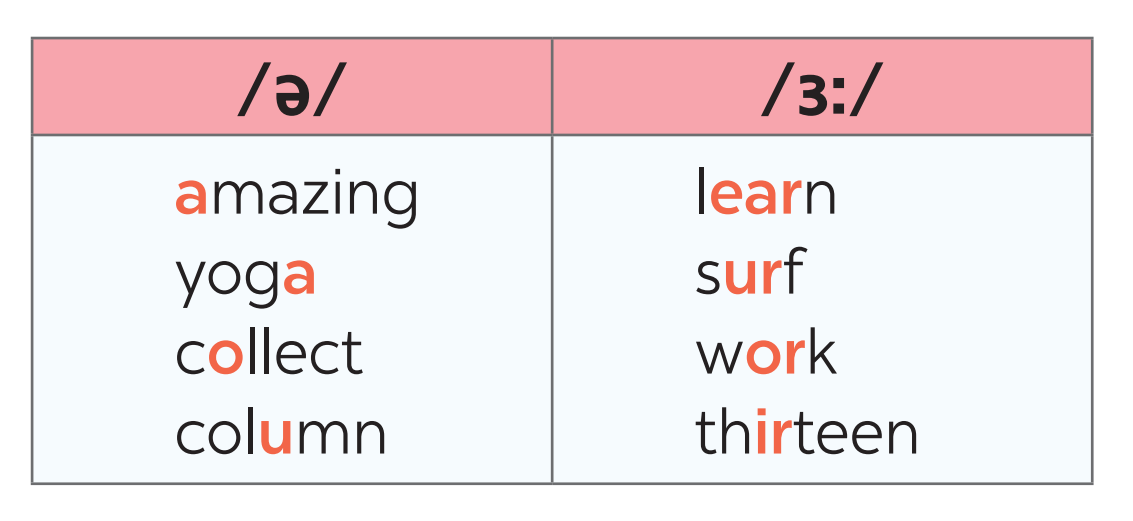 /ə/ /ɜ:/
amazing learn
yoga surf
collect work
column thirteen